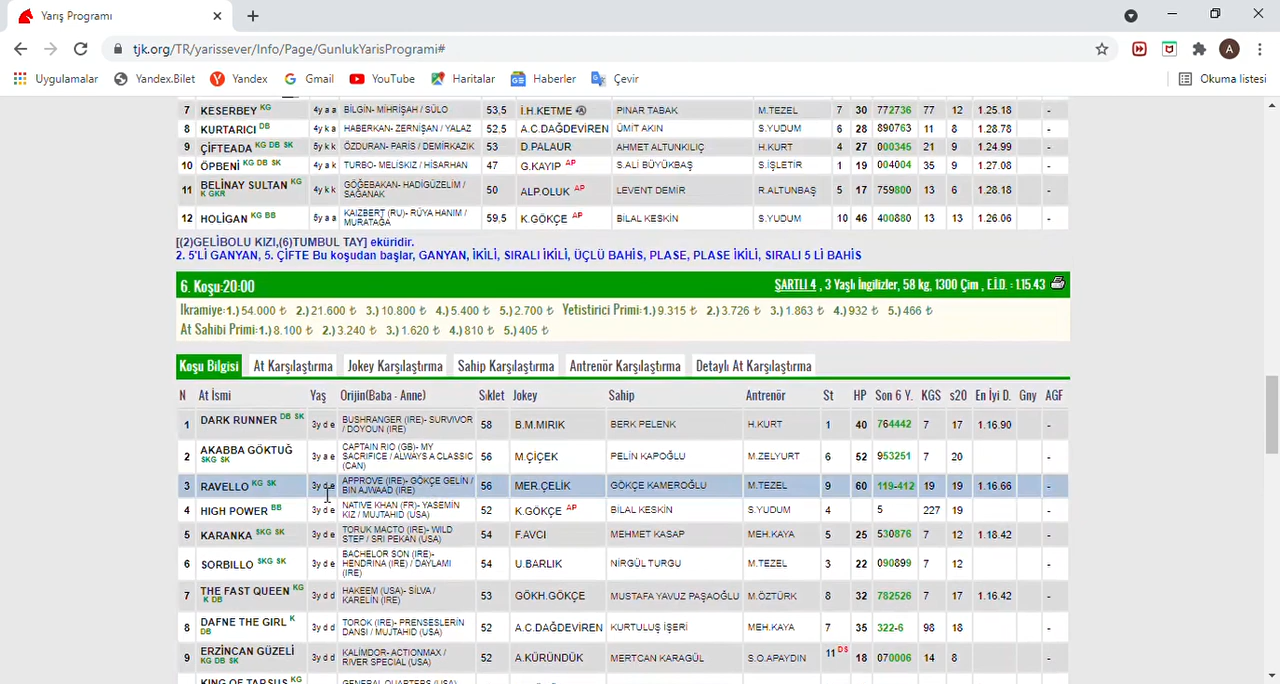 Yarış Programı
tjk.org/TR/yarissever/Info/Page/GunlukYarisProgrami#
A
Uygulamalar Yandex.Bilet Yandex Gmail YouTube Haritalar Haberler Çevir Okuma listesi
7 KESERBEY KG 4y a a BİLGİN- MİHRİŞAH / SÜLO 53,5 İ.H.KETME PINAR TABAK M.TEZEL 7 30 772736 77 12 1.25.18 -
8 KURTARICI DB 4y k a HABERKAN- ZERNİŞAN / YALAZ 52,5 A.C.DAĞDEVİREN ÜMİT AKIN S.YUDUM 6 28 890763 11 8 1.28.78 -
9 ÇİFTEADA KG DB SK 5y k k ÖZDURAN- PARİS / DEMİRKAZIK 53 D.PALAUR AHMET ALTUNKILIÇ H.KURT 4 27 000345 21 9 1.24.99 -
10 ÖPBENİ KG DB SK 4y a k TURBO- MELİSKIZ / HİSARHAN 47 G.KAYIP AP S.ALİ BÜYÜKBAŞ S.İŞLETİR 1 19 004004 35 9 1.27.08 -
11 BELİNAY SULTAN KG K GKR 4y k k GÖĞEBAKAN- HADİGÜZELİM / SAĞANAK 50 ALP.OLUK AP LEVENT DEMİR R.ALTUNBAŞ 5 17 759800 13 6 1.28.18 -
12 HOLİGAN KG BB 5y a a KAIZBERT (RU)- RÜYA HANIM / MURATAĞA 59,5 K.GÖKÇE AP BİLAL KESKİN S.YUDUM 10 46 400880 13 13 1.26.06 -
[(2)GELİBOLU KIZI,(6)TUMBUL TAY] eküridir.
2. 5'Lİ GANYAN, 5. ÇİFTE Bu koşudan başlar, GANYAN, İKİLİ, SIRALI İKİLİ, ÜÇLÜ BAHİS, PLASE, PLASE İKİLİ, SIRALI 5 Lİ BAHİS
6. Koşu:20:00 ŞARTLI 4 , 3 Yaşlı İngilizler, 58 kg, 1300 Çim , E.İ.D. : 1.15.43
İkramiye:1.) 54.000 ₺ 2.) 21.600 ₺ 3.) 10.800 ₺ 4.) 5.400 ₺ 5.) 2.700 ₺ Yetistirici Primi:1.) 9.315 ₺ 2.) 3.726 ₺ 3.) 1.863 ₺ 4.) 932 ₺ 5.) 466 ₺
At Sahibi Primi:1.) 8.100 ₺ 2.) 3.240 ₺ 3.) 1.620 ₺ 4.) 810 ₺ 5.) 405 ₺
Koşu Bilgisi At Karşılaştırma Jokey Karşılaştırma Sahip Karşılaştırma Antrenör Karşılaştırma Detaylı At Karşılaştırma
N At İsmi Yaş Orijin(Baba - Anne) Sıklet Jokey Sahip Antrenör St HP Son 6 Y. KGS s20 En İyi D. Gny AGF
1 DARK RUNNER DB SK 3y d e BUSHRANGER (IRE)- SURVIVOR / DOYOUN (IRE) 58 B.M.MIRIK BERK PELENK H.KURT 1 40 764442 7 17 1.16.90 -
2 AKABBA GÖKTUĞ SKG SK 3y a e CAPTAIN RIO (GB)- MY SACRIFICE / ALWAYS A CLASSIC (CAN) 56 M.ÇİÇEK PELİN KAPOĞLU M.ZELYURT 6 52 953251 7 20 -
3 RAVELLO KG SK 3y d e APPROVE (IRE)- GÖKÇE GELİN / BIN AJWAAD (IRE) 56 MER.ÇELİK GÖKÇE KAMEROĞLU M.TEZEL 9 60 119-412 19 19 1.16.66 -
4 HIGH POWER BB 3y d e NATIVE KHAN (FR)- YASEMİN KIZ / MUJTAHID (USA) 52 K.GÖKÇE AP BİLAL KESKİN S.YUDUM 4 5 227 19 -
5 KARANKA SKG SK 3y d e TORUK MACTO (IRE)- WILD STEP / SRI PEKAN (USA) 54 F.AVCI MEHMET KASAP MEH.KAYA 5 25 530876 7 12 1.18.42 -
6 SORBILLO SKG SK 3y d e BACHELOR SON (IRE)- HENDRINA (IRE) / DAYLAMI (IRE) 54 U.BARLIK NİRGÜL TURGU M.TEZEL 3 22 090899 7 12 -
7 THE FAST QUEEN KG K DB 3y d d HAKEEM (USA)- SİLVA / KARELİN (IRE) 53 GÖKH.GÖKÇE MUSTAFA YAVUZ PAŞAOĞLU M.ÖZTÜRK 8 32 782526 7 17 1.16.42 -
8 DAFNE THE GIRL K DB 3y d d TOROK (IRE)- PRENSESLERİN DANSI / MUJTAHID (USA) 52 A.C.DAĞDEVİREN KURTULUŞ İŞERİ MEH.KAYA 7 35 322-6 98 18 -
9 ERZİNCAN GÜZELİ KG DB SK 3y d d KALİMDOR- ACTIONMAX / RIVER SPECIAL (USA) 52 A.KÜRÜNDÜK MERTCAN KARAGÜL S.O.APAYDIN 11 DS 18 070006 14 8 -
KING OF TARSUS KG GENERAL QUARTERS (USA)-